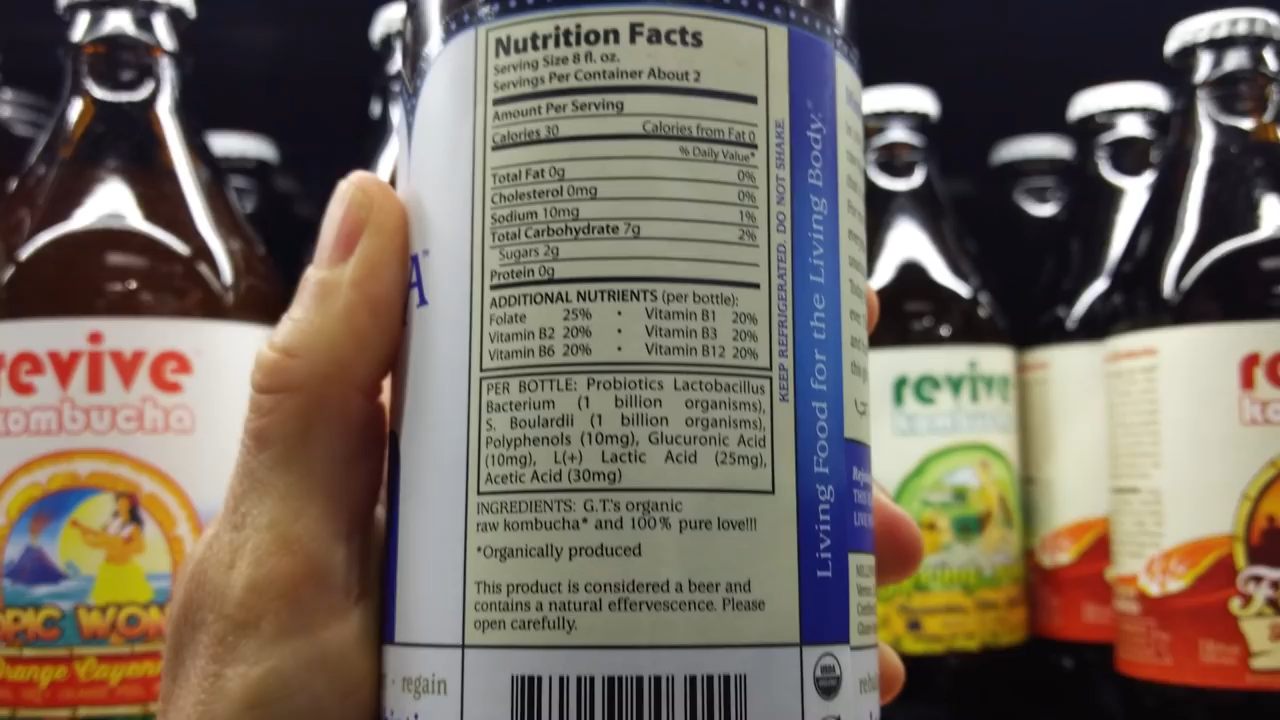 Nutrition Facts
Serving Size 8 fl. oz.
Servings Per Container About 2
Amount Per Serving
Calories 30 Calories from Fat 0
% Daily Value*
Total Fat 0g 0%
Cholesterol 0mg 0%
Sodium 10mg 1%
Total Carbohydrate 7g 2%
Sugars 2g
Protein 0g
ADDITIONAL NUTRIENTS (per bottle):
Folate 25% • Vitamin B1 20%
Vitamin B2 20% • Vitamin B3 20%
Vitamin B6 20% • Vitamin B12 20%
PER BOTTLE: Probiotics Lactobacillus
Bacterium (1 billion organisms),
S. Boulardii (1 billion organisms),
Polyphenols (10mg), Glucuronic Acid
(10mg), L(+) Lactic Acid (25mg),
Acetic Acid (30mg)
INGREDIENTS: G.T.'s organic
raw kombucha* and 100% pure love!!!
*Organically produced
This product is considered a beer and
contains a natural effervescence. Please
open carefully.
KEEP REFRIGERATED. DO NOT SHAKE.
Living Food for the Living Body.®
· regain
USDA
ORGANIC
revive
kombucha
Orange Cayenn
revive
kombucha